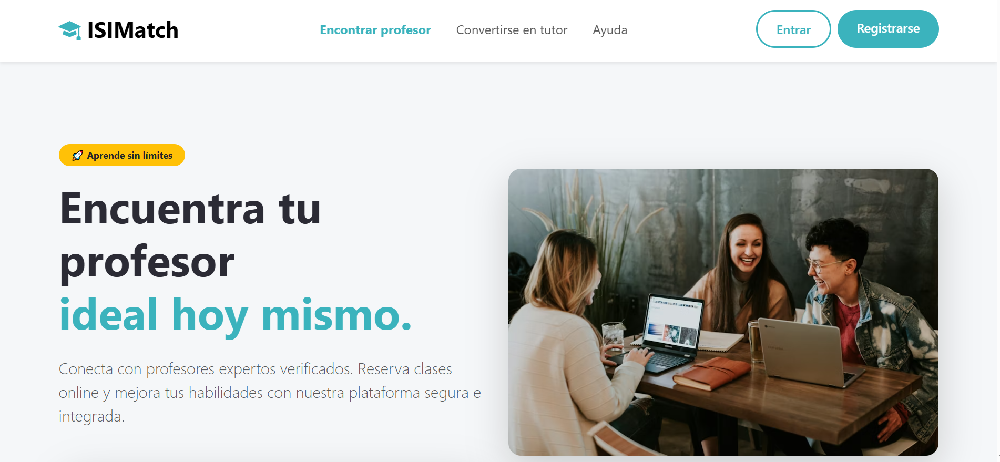 ISIMatch
Encontrar profesor
Convertirse en tutor
Ayuda
Entrar
Registrarse
🚀 Aprende sin límites
Encuentra tu
profesor
ideal hoy mismo.
Conecta con profesores expertos verificados. Reserva clases
online y mejora tus habilidades con nuestra plataforma segura e
integrada.